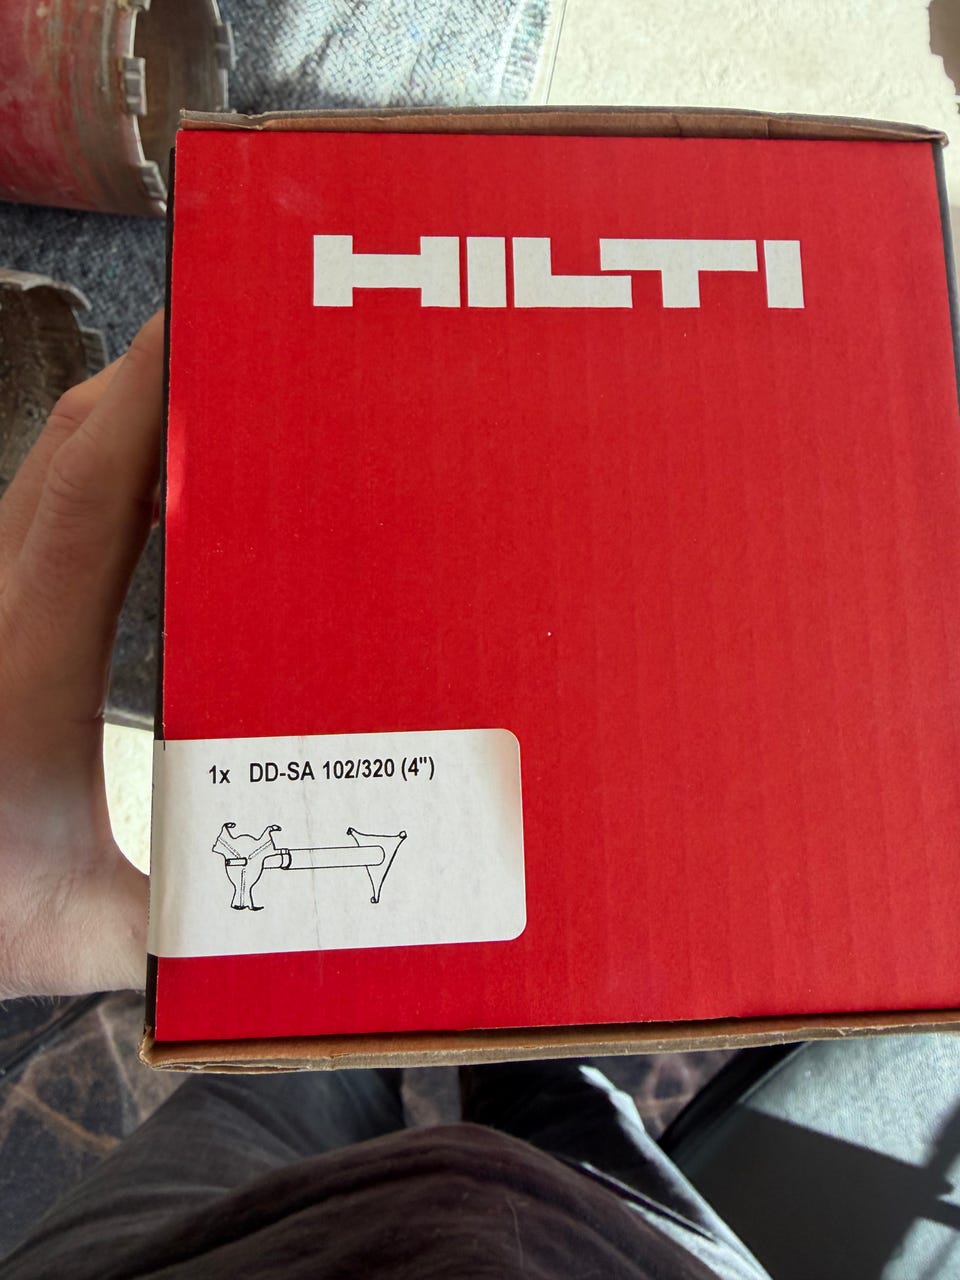 HILTI
1x DD-SA 102/320 (4")